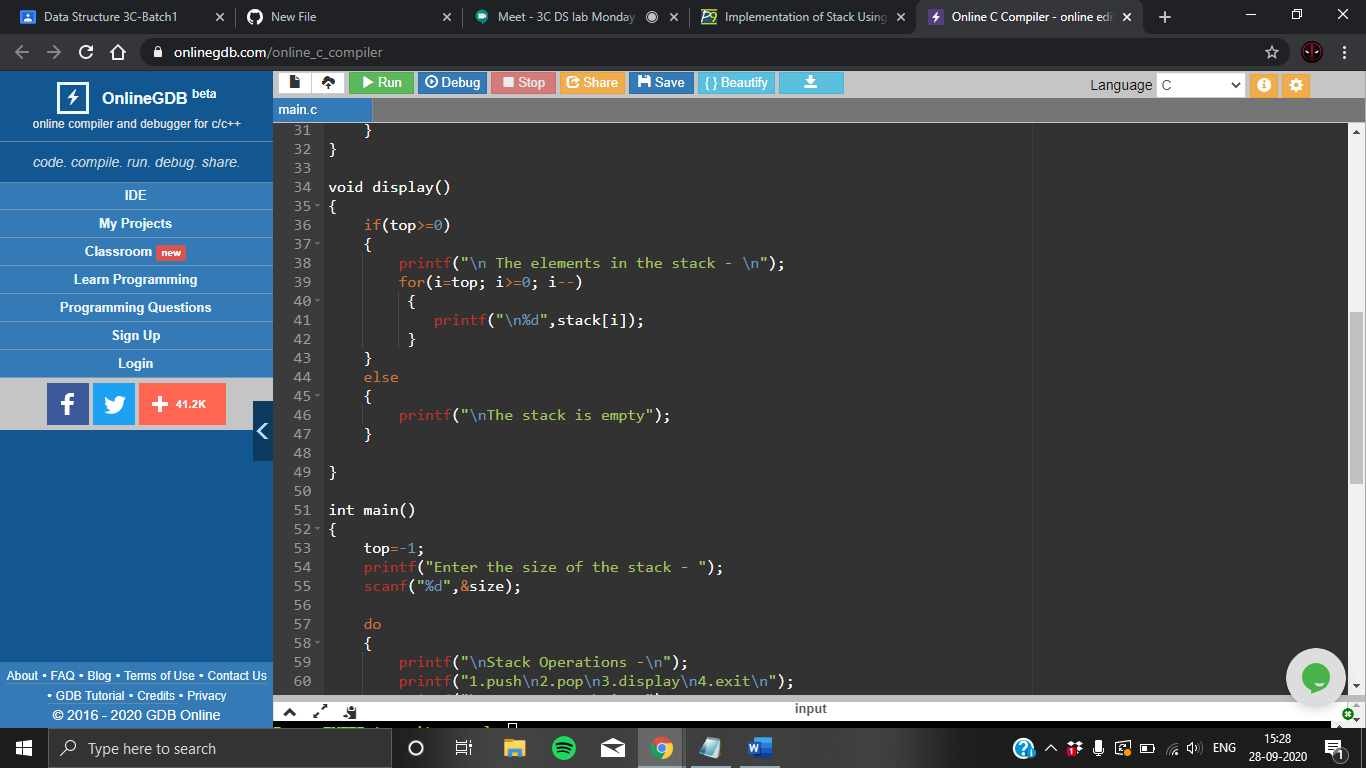 Data Structure 3C-Batch1
New File
Meet - 3C DS lab Monday
Implementation of Stack Using
Online C Compiler - online edi
onlinegdb.com/online_c_compiler
OnlineGDB beta
online compiler and debugger for c/c++
code. compile. run. debug. share.
IDE
My Projects
Classroom new
Learn Programming
Programming Questions
Sign Up
Login
41.2K
About • FAQ • Blog • Terms of Use • Contact Us
• GDB Tutorial • Credits • Privacy
© 2016 - 2020 GDB Online
Run Debug Stop Share Save { } Beautify
Language C
main.c
31 }
32 }
33
34 void display()
35 {
36 if(top>=0)
37 {
38 printf("\n The elements in the stack - \n");
39 for(i=top; i>=0; i--)
40 {
41 printf("\n%d",stack[i]);
42 }
43 }
44 else
45 {
46 printf("\nThe stack is empty");
47 }
48
49 }
50
51 int main()
52 {
53 top=-1;
54 printf("Enter the size of the stack - ");
55 scanf("%d",&size);
56
57 do
58 {
59 printf("\nStack Operations -\n");
60 printf("1.push\n2.pop\n3.display\n4.exit\n");
input
Type here to search
ENG
15:28
28-09-2020
1